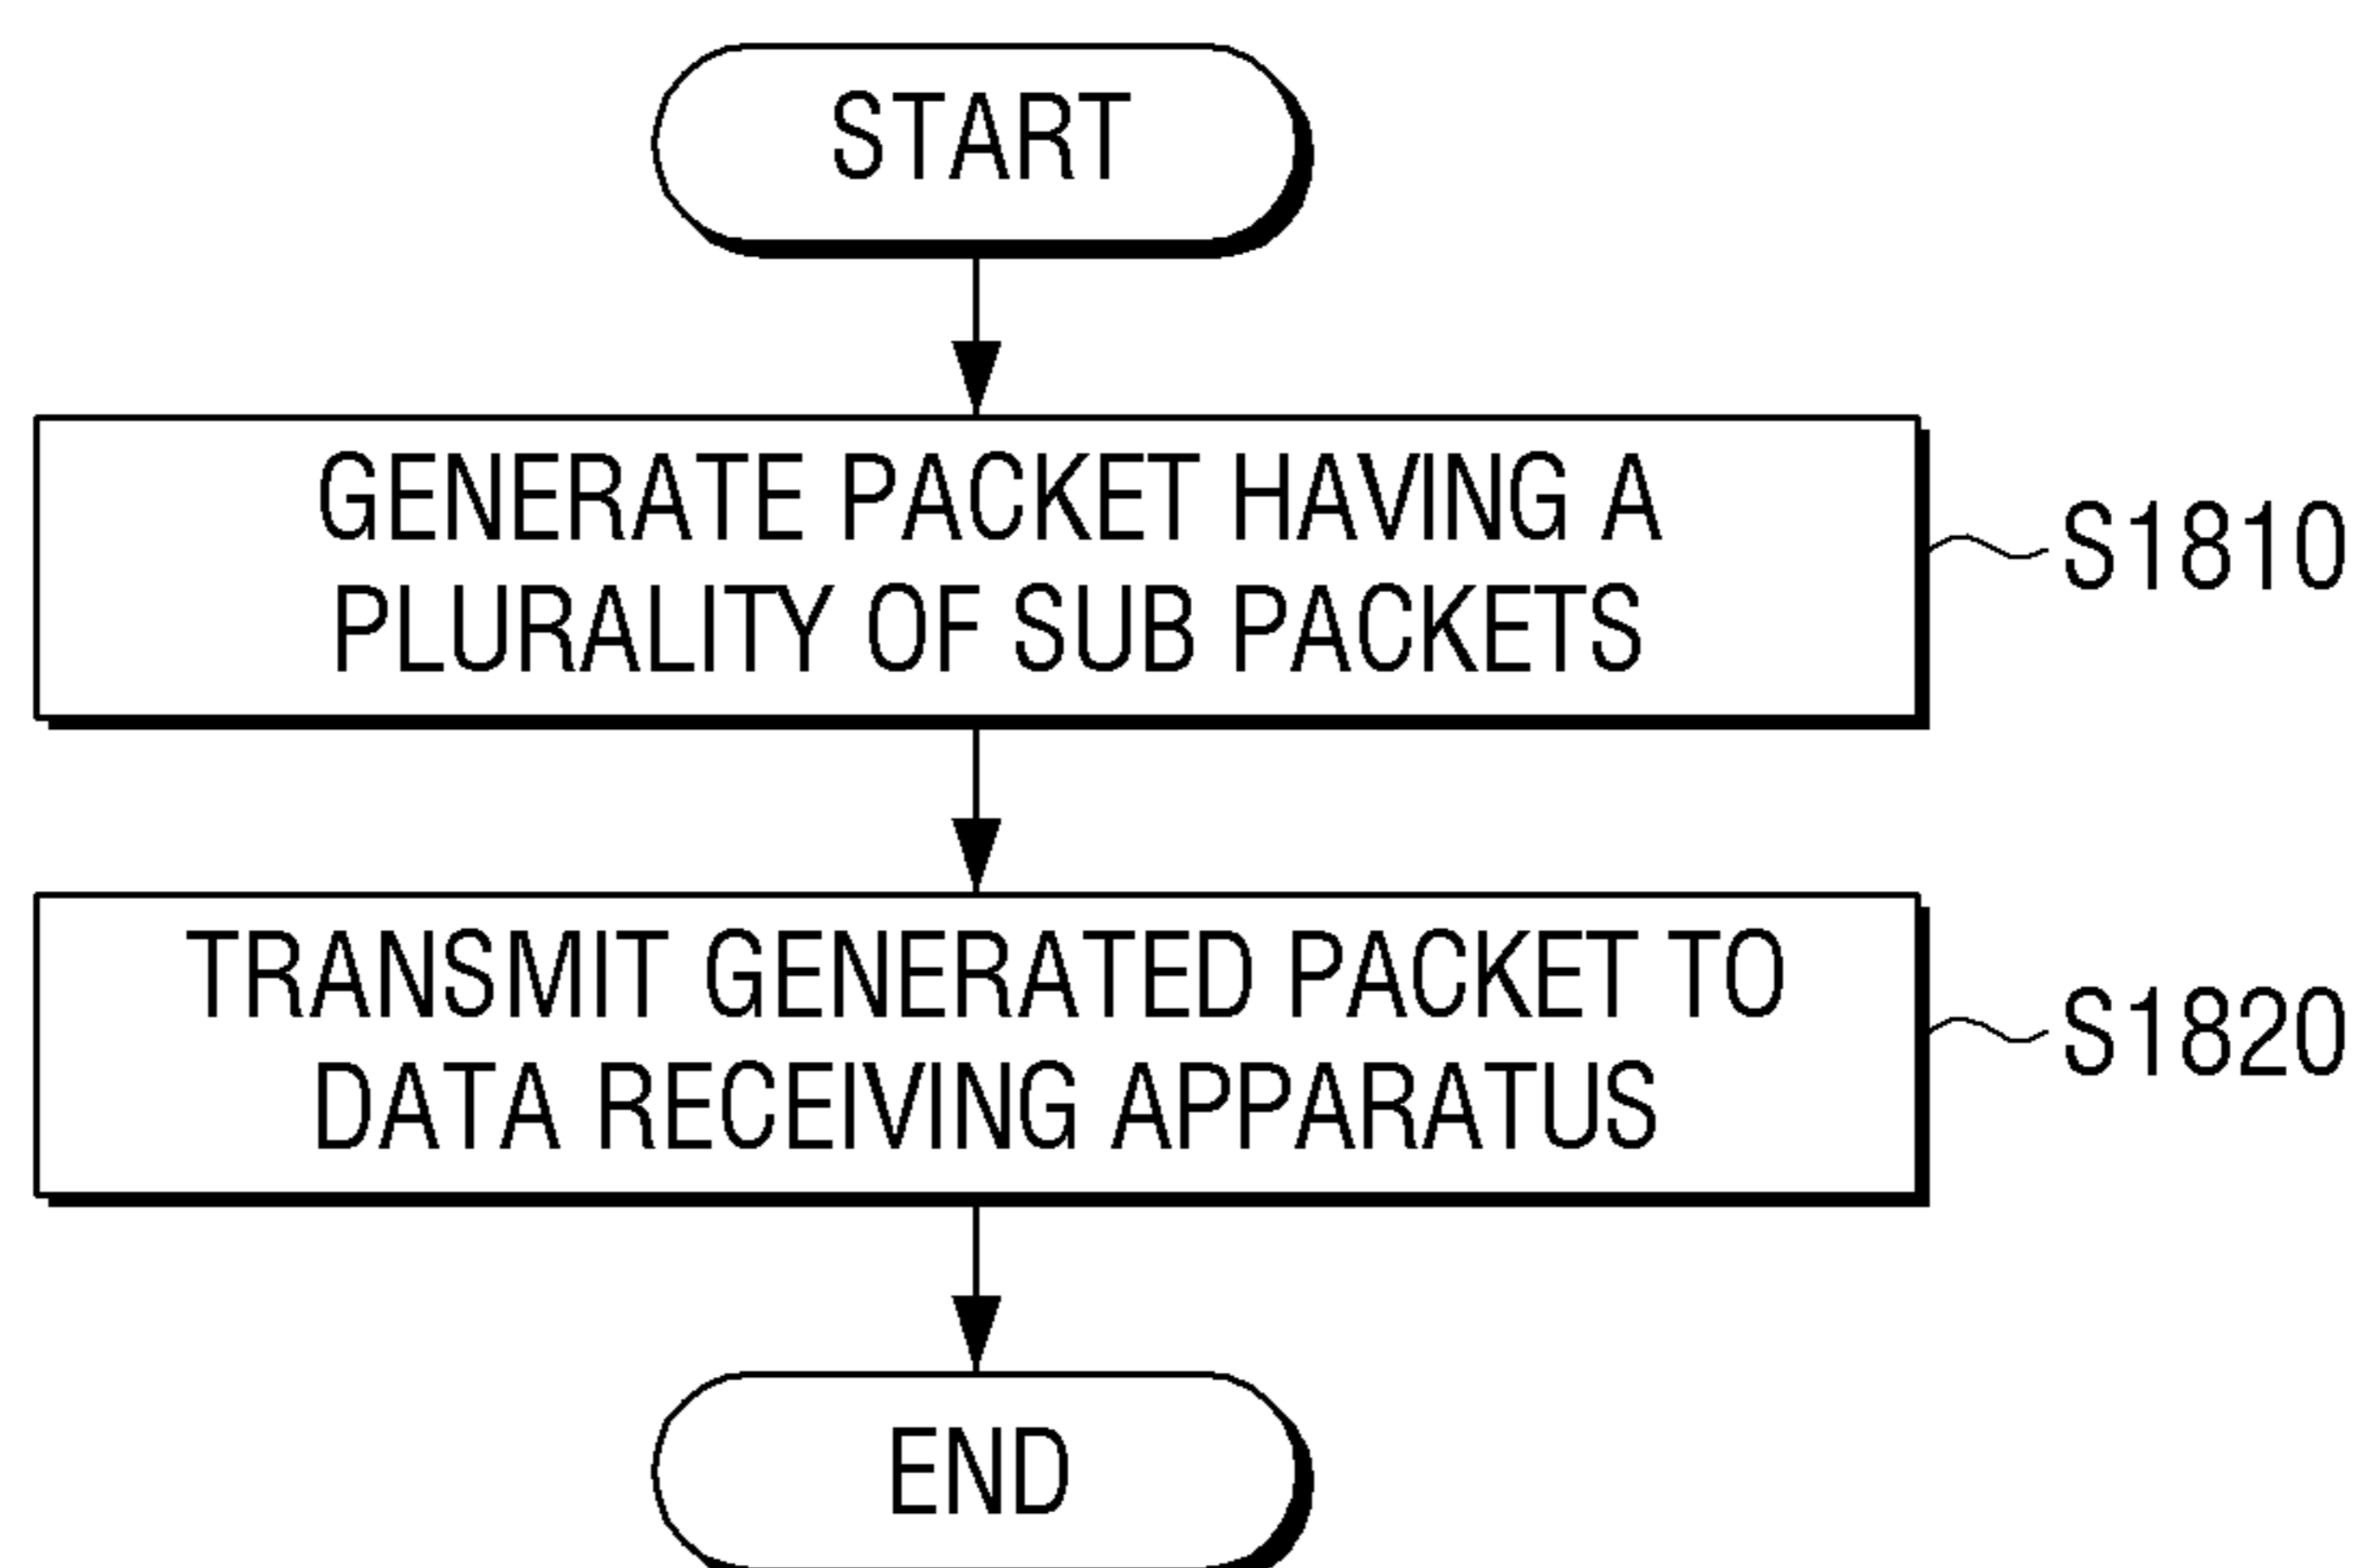 START
GENERATE PACKET HAVING A
PLURALITY OF SUB PACKETS
S1810
TRANSMIT GENERATED PACKET TO
DATA RECEIVING APPARATUS
S1820
END